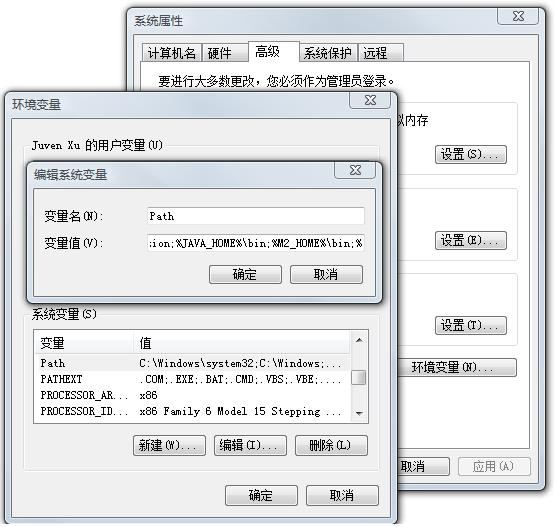 系统属性
计算机名 硬件 高级 系统保护 远程
要进行大多数更改，您必须作为管理员登录。
拟内存
设置(S)...
设置(E)...
设置(T)...
环境变量(N)...
取消 应用(A)
环境变量
Juven Xu 的用户变量(U)
编辑系统变量
变量名(N): Path
变量值(V): ion;%JAVA_HOME%\bin;%M2_HOME%\bin;%
确定 取消
系统变量(S)
变量 值
Path C:\Windows\system32;C:\Windows;...
PATHEXT .COM;.EXE;.BAT;.CMD;.VBS;.VBE;....
PROCESSOR_AR... x86
PROCESSOR_ID... x86 Family 6 Model 15 Stepping ...
新建(W)... 编辑(I)... 删除(L)
确定 取消